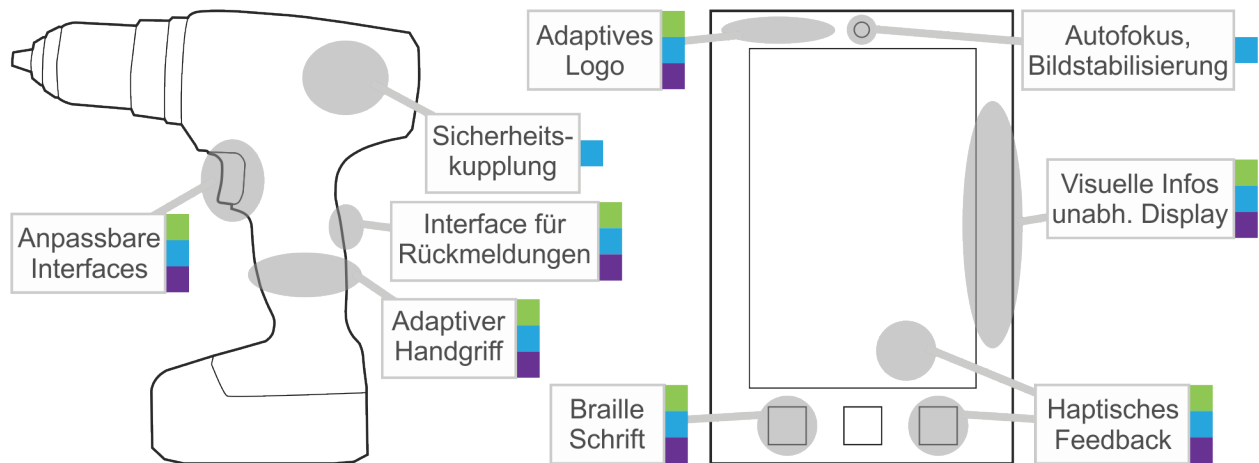 Adaptives
Logo
Autofokus,
Bildstabilisierung
Sicherheits-
kupplung
Visuelle Infos
unabh. Display
Anpassbare
Interfaces
Interface für
Rückmeldungen
Adaptiver
Handgriff
Braille
Schrift
Haptisches
Feedback